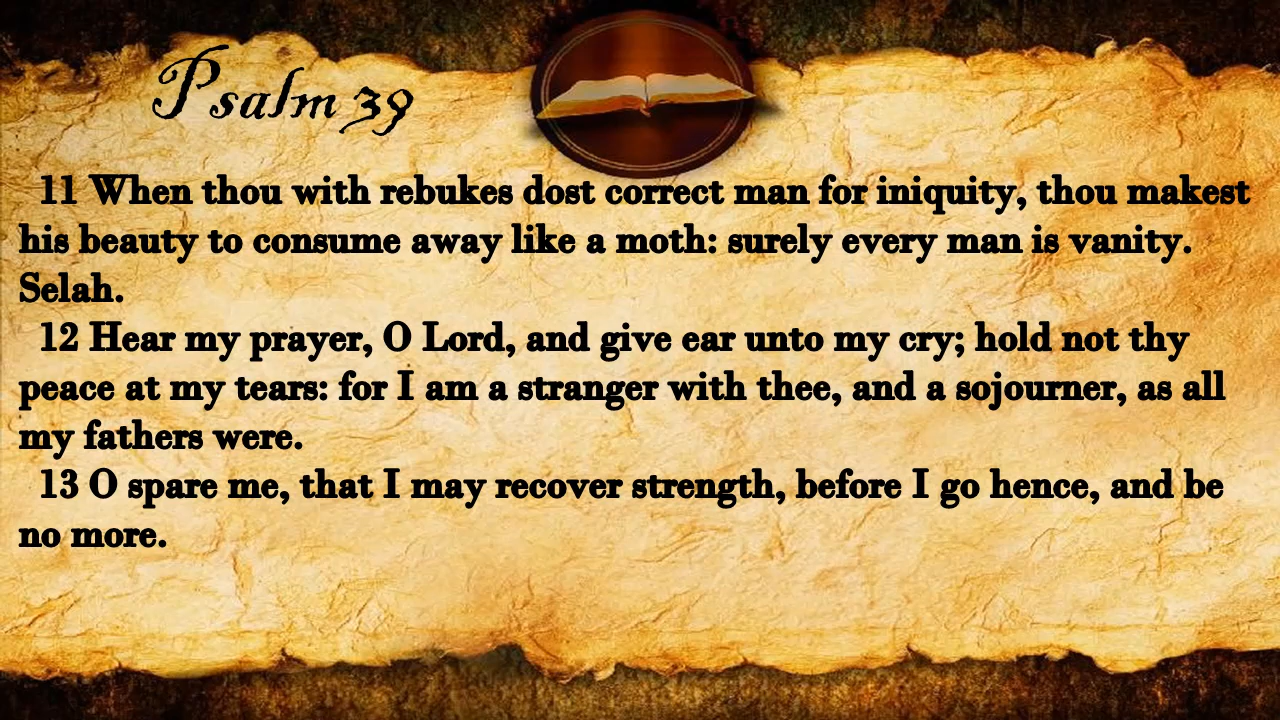 Psalm 39
11 When thou with rebukes dost correct man for iniquity, thou makest
his beauty to consume away like a moth: surely every man is vanity.
Selah.
12 Hear my prayer, O Lord, and give ear unto my cry; hold not thy
peace at my tears: for I am a stranger with thee, and a sojourner, as all
my fathers were.
13 O spare me, that I may recover strength, before I go hence, and be
no more.